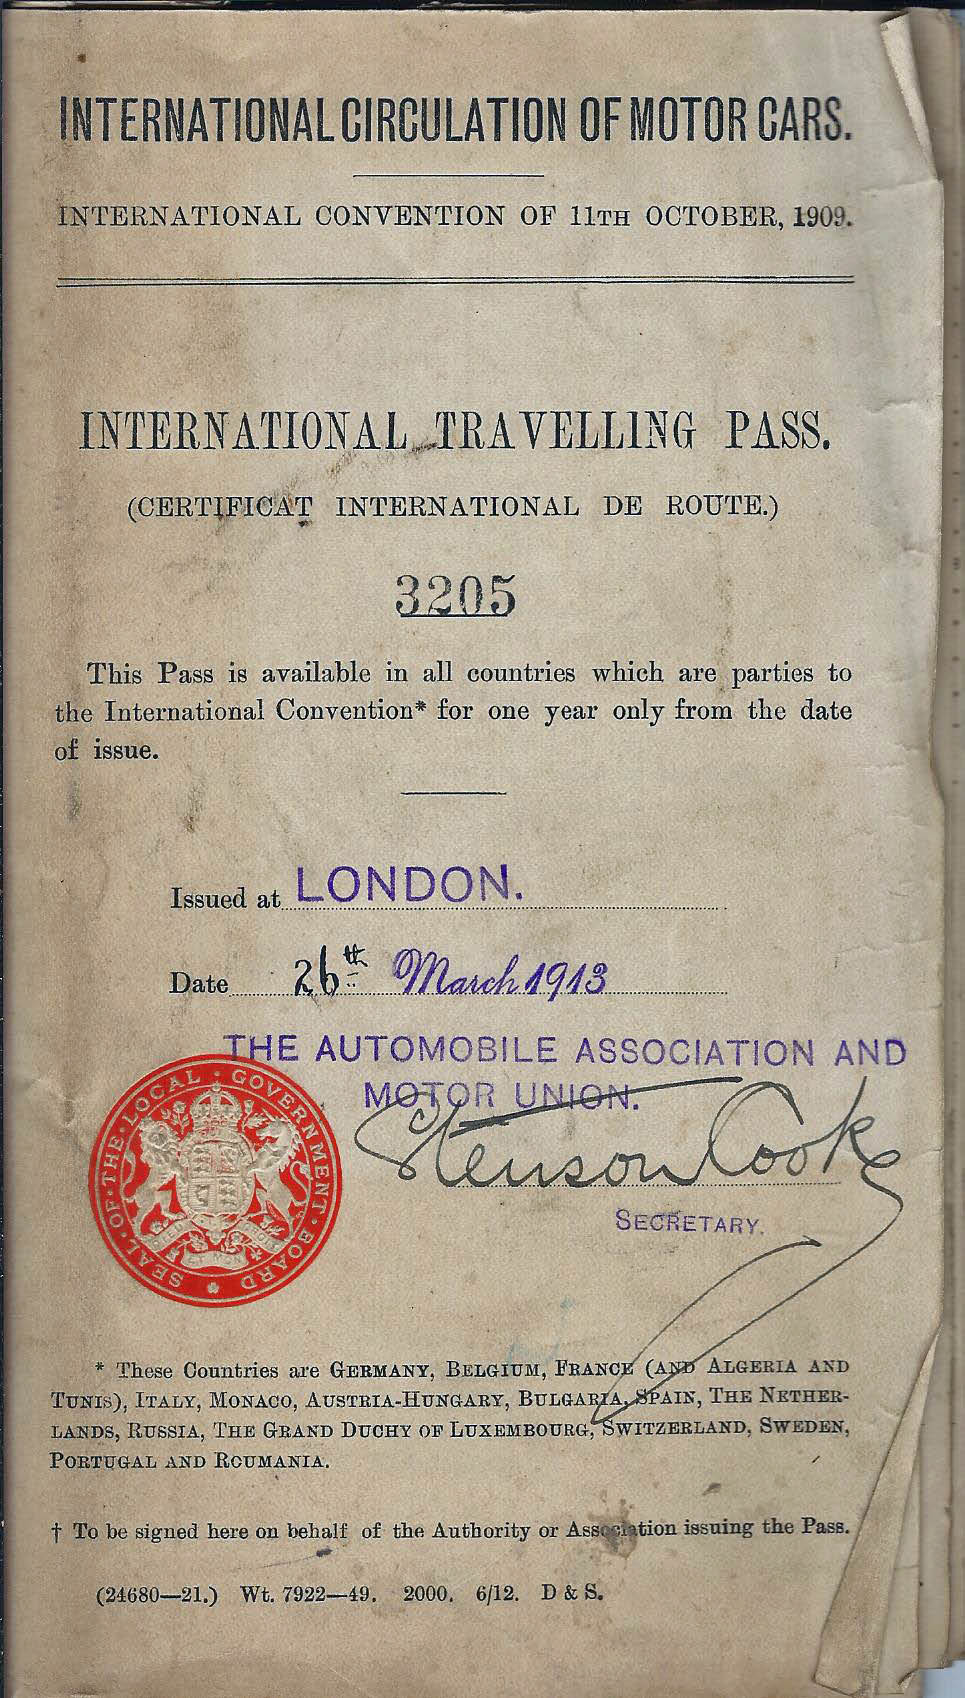 INTERNATIONAL CIRCULATION OF MOTOR CARS.
INTERNATIONAL CONVENTION OF 11TH OCTOBER, 1909.
INTERNATIONAL TRAVELLING PASS.
(CERTIFICAT INTERNATIONAL DE ROUTE.)
3205
This Pass is available in all countries which are parties to
the International Convention* for one year only from the date
of issue.
Issued at LONDON.
Date 26th March 1913
THE AUTOMOBILE ASSOCIATION AND
MOTOR UNION.
Stenson Cooke
SECRETARY.
SEAL·OF·THE·LOCAL·GOVERNMENT·BOARD
ET MON
* These Countries are GERMANY, BELGIUM, FRANCE (AND ALGERIA AND
TUNIS), ITALY, MONACO, AUSTRIA-HUNGARY, BULGARIA, SPAIN, THE NETHER-
LANDS, RUSSIA, THE GRAND DUCHY OF LUXEMBOURG, SWITZERLAND, SWEDEN,
PORTUGAL AND ROUMANIA.
† To be signed here on behalf of the Authority or Association issuing the Pass.
(24680—21.) Wt. 7922—49. 2000. 6/12. D & S.